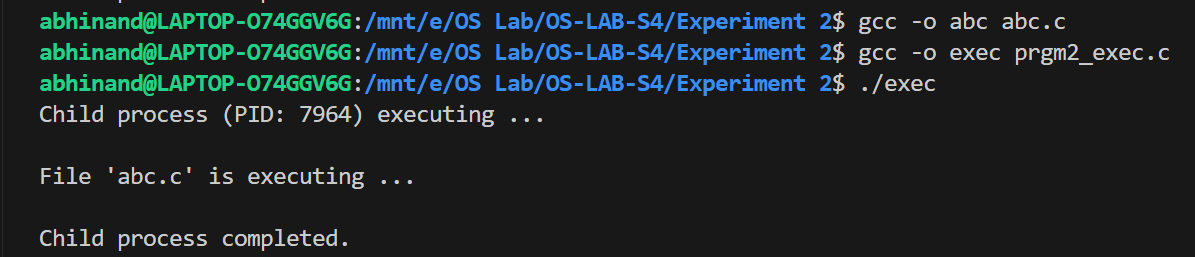 abhinand@LAPTOP-O74GGV6G:/mnt/e/OS Lab/OS-LAB-S4/Experiment 2$ gcc -o abc abc.c
abhinand@LAPTOP-O74GGV6G:/mnt/e/OS Lab/OS-LAB-S4/Experiment 2$ gcc -o exec prgm2_exec.c
abhinand@LAPTOP-O74GGV6G:/mnt/e/OS Lab/OS-LAB-S4/Experiment 2$ ./exec
Child process (PID: 7964) executing ...
File 'abc.c' is executing ...
Child process completed.